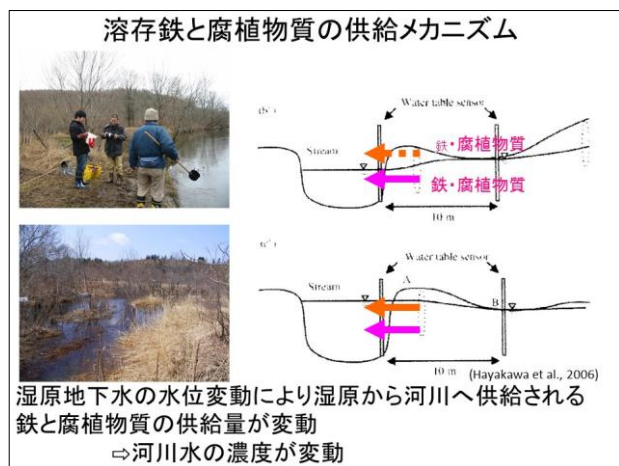 溶存鉄と腐植物質の供給メカニズム
Water table sensor
鉄・腐植物質
Stream
鉄・腐植物質
10 m
Water table sensor
Stream
A
B
10 m
(Hayakawa et al., 2006)
湿原地下水の水位変動により湿原から河川へ供給される
鉄と腐植物質の供給量が変動
⇨河川水の濃度が変動